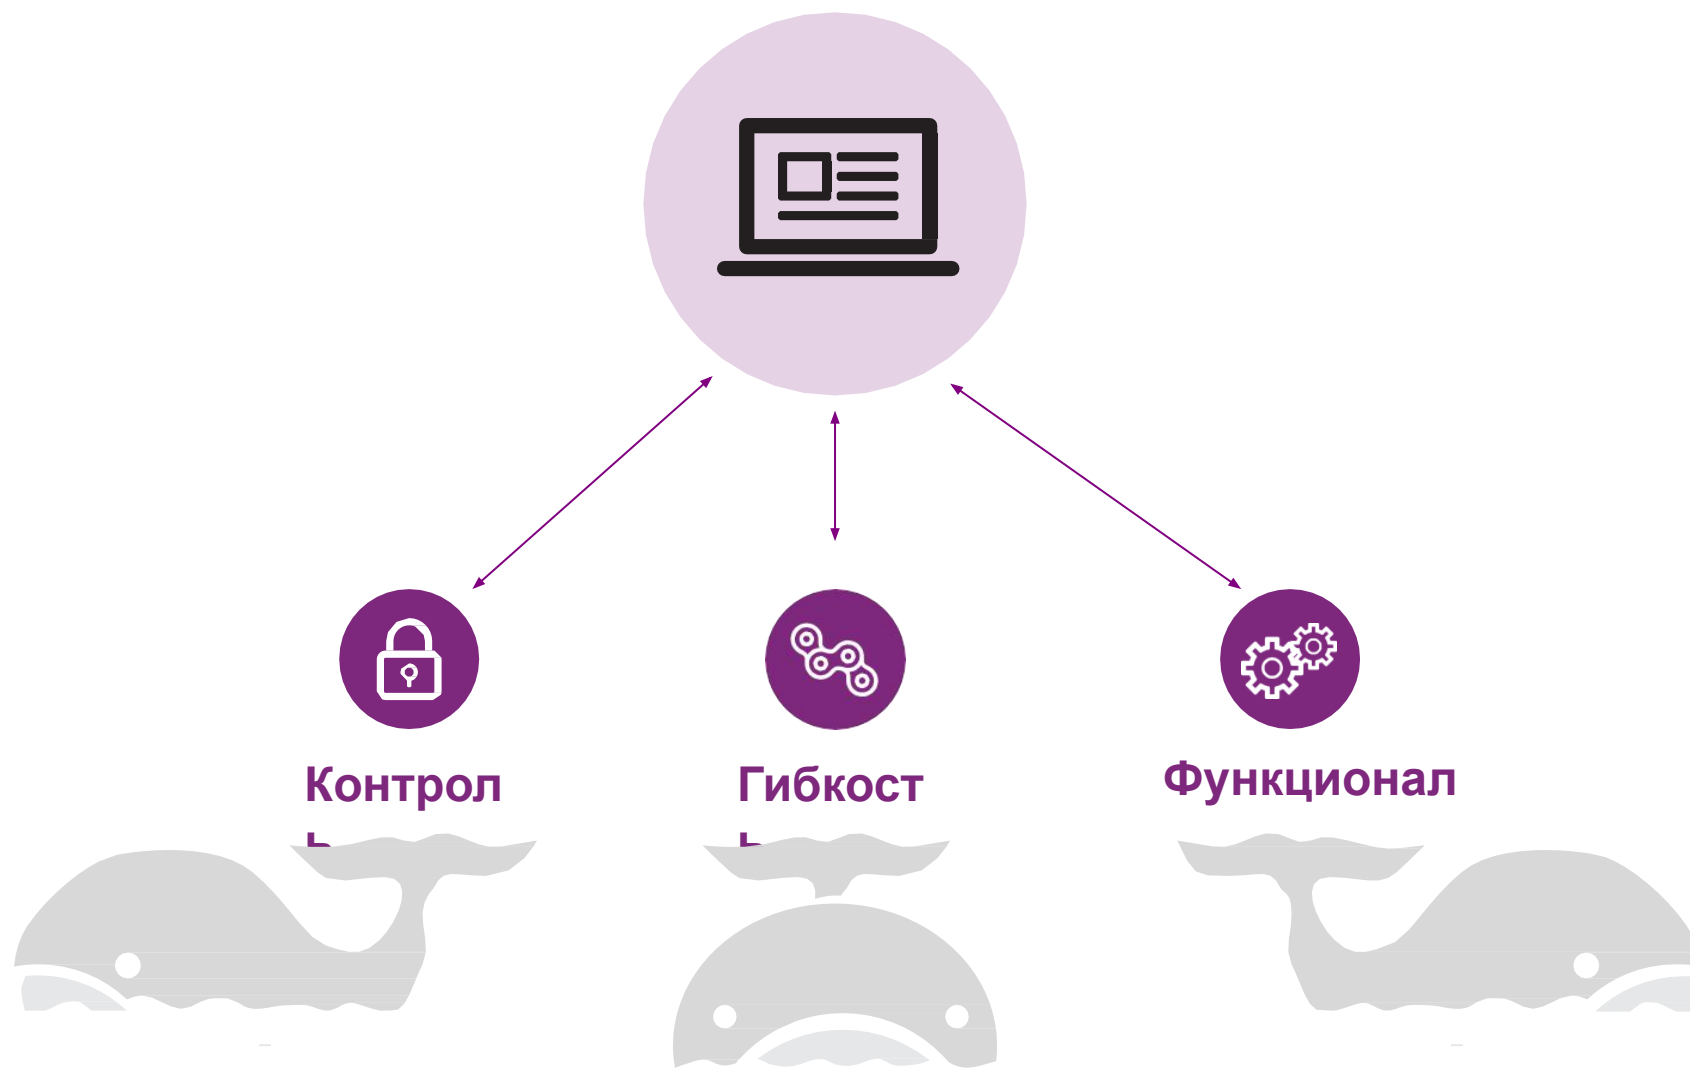 Контрол
ь
Гибкост
ь
Функционал